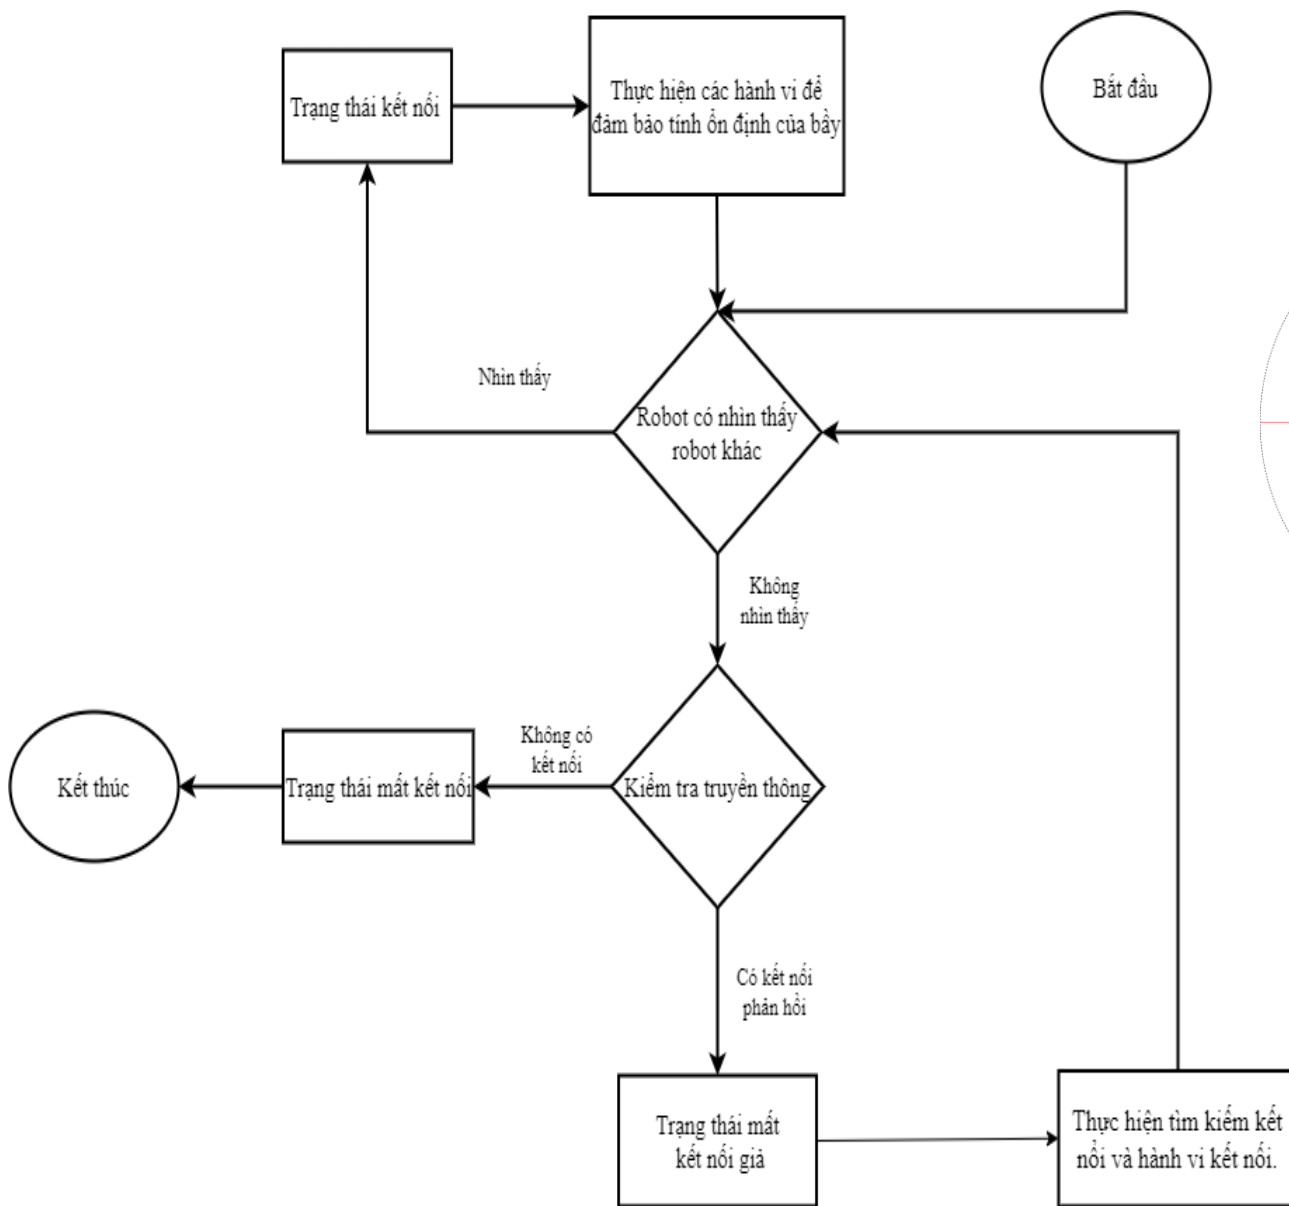 Bắt đầu
Trạng thái kết nối
Thực hiện các hành vi để
đảm bảo tính ổn định của bầy
Nhìn thấy
Robot có nhìn thấy
robot khác
Không
nhìn thấy
Kết thúc
Trạng thái mất kết nối
Không có
kết nối
Kiểm tra truyền thông
Có kết nối
phản hồi
Trạng thái mất
kết nối giả
Thực hiện tìm kiếm kết
nối và hành vi kết nối.